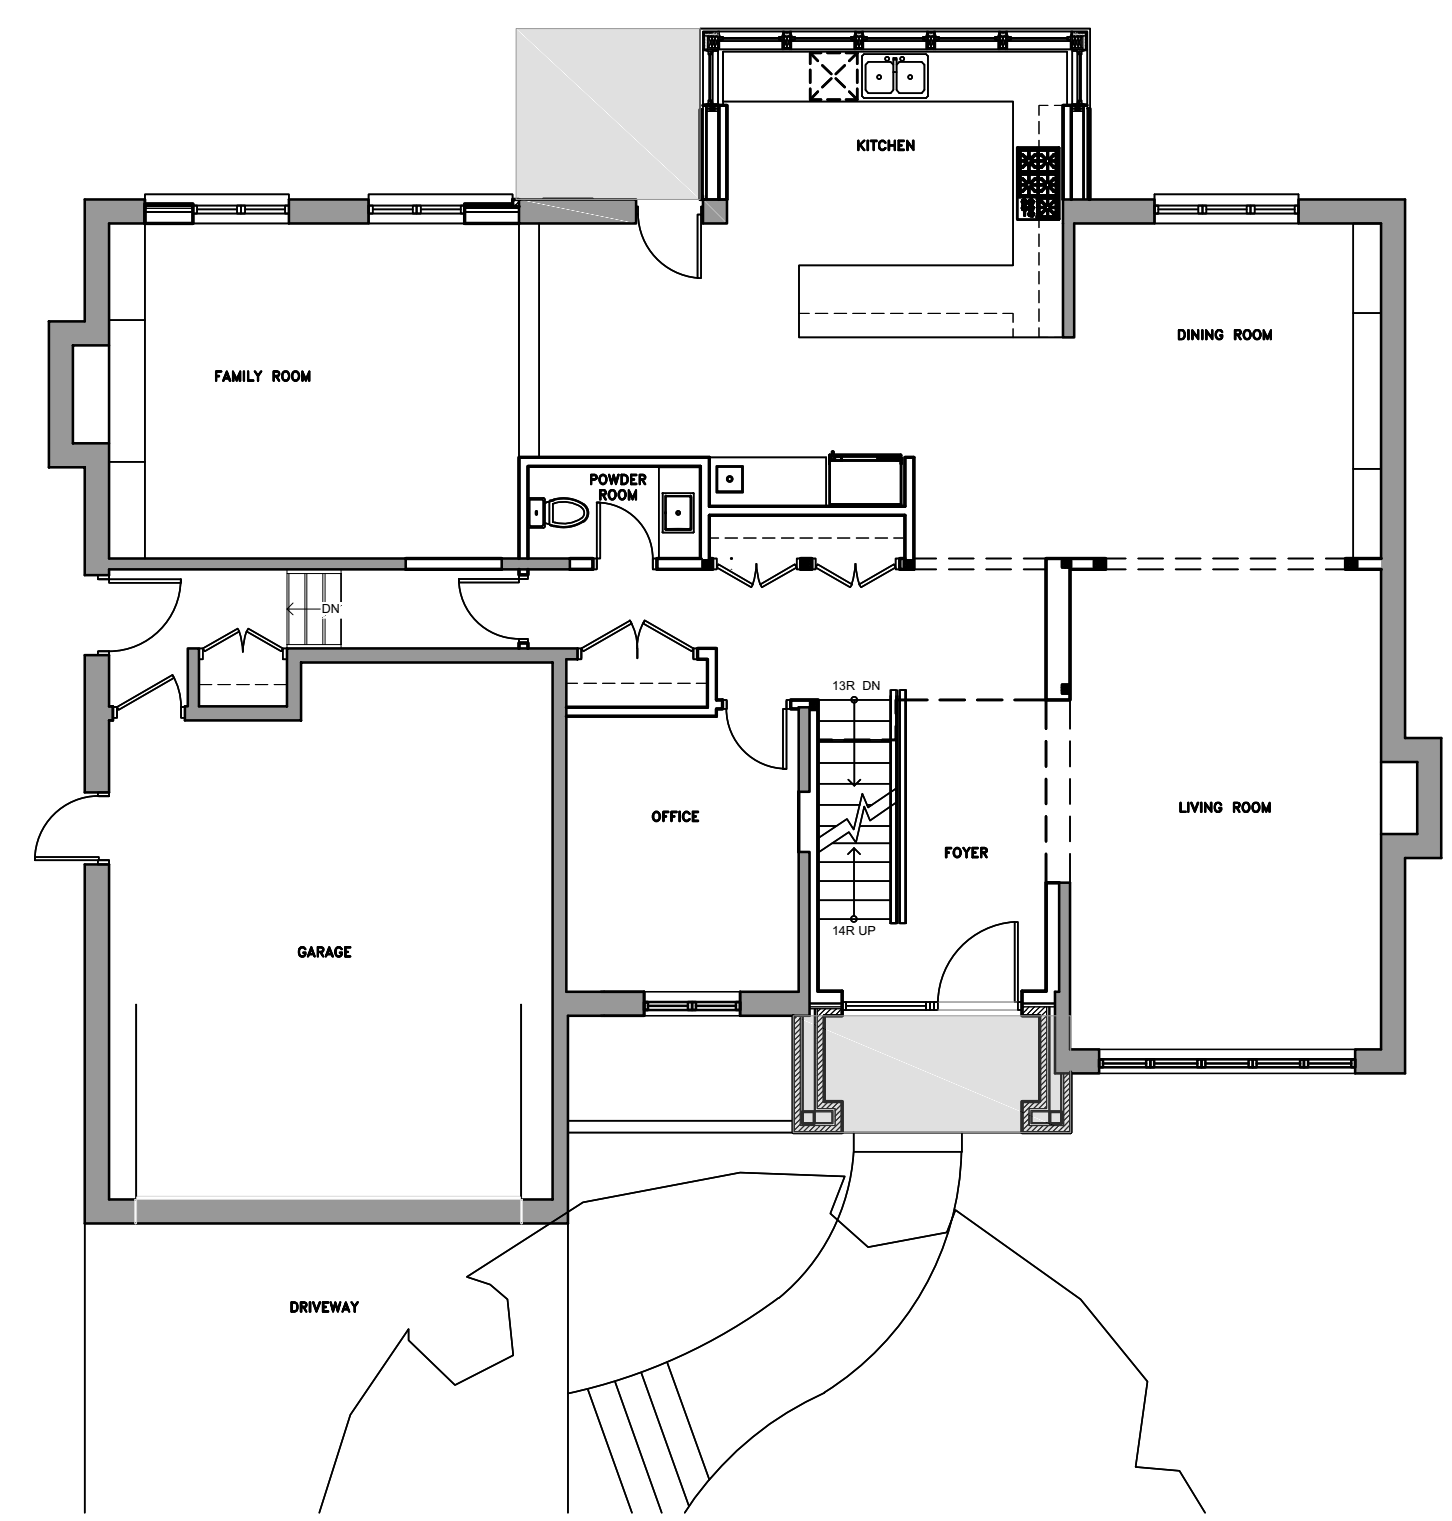 KITCHEN
DINING ROOM
FAMILY ROOM
POWDER
ROOM
DN
13R DN
OFFICE
LIVING ROOM
FOYER
14R UP
GARAGE
DRIVEWAY